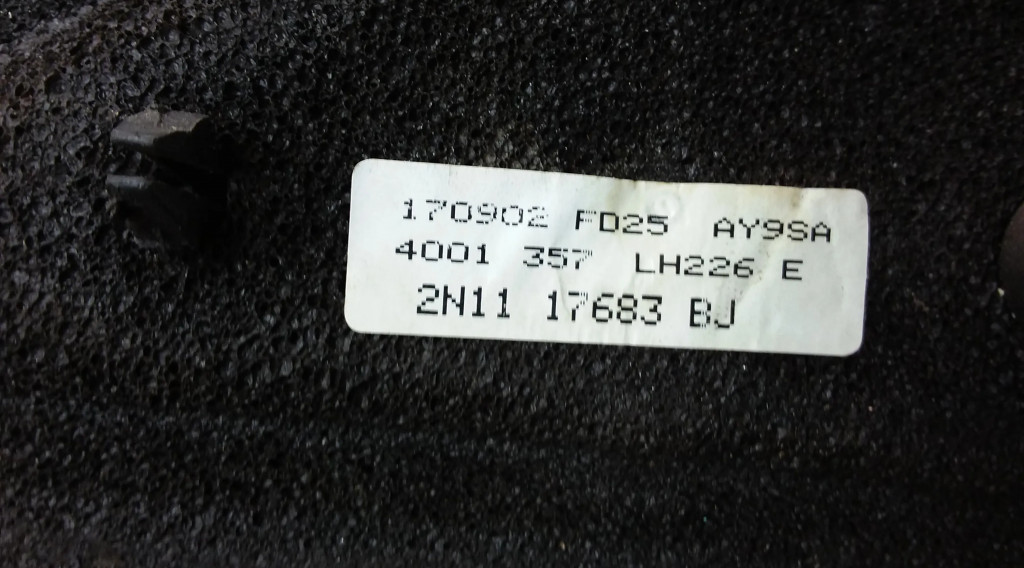 170902 FD25 AY9SA
4001 357 LH226 E
2N11 17683 BJ